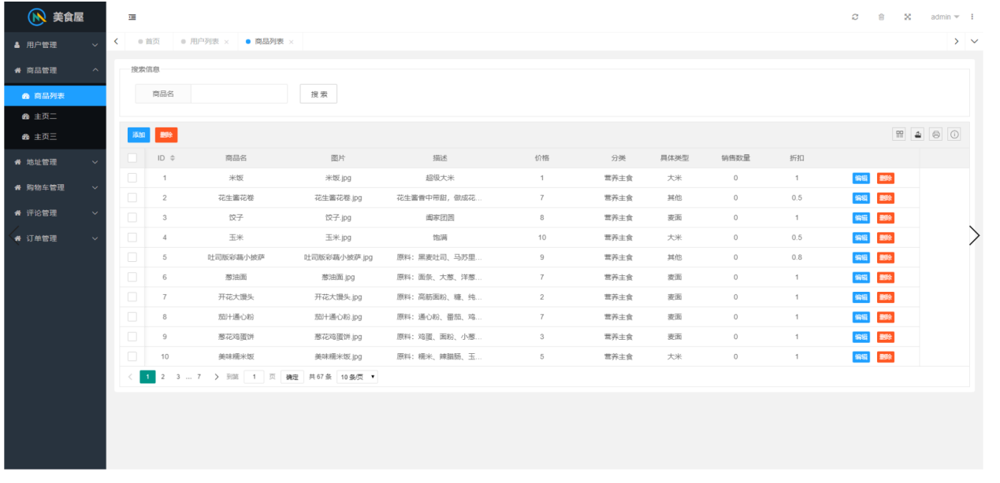 美食屋
admin
用户管理
首页 用户列表 × 商品列表 ×
商品管理
搜索信息
商品列表
商品名 搜索
主页二
主页三
添加 删除
地址管理
ID 商品名 图片 描述 价格 分类 具体类型 销售数量 折扣
1 米饭 米饭.jpg 超级大米 1 营养主食 大米 0 1 编辑 删除
购物车管理
2 花生酱花卷 花生酱花卷.jpg 花生酱香中带甜，做成花... 7 营养主食 其他 0 0.5 编辑 删除
评论管理
3 饺子 饺子.jpg 阖家团圆 8 营养主食 麦面 0 1 编辑 删除
订单管理
4 玉米 玉米.jpg 饱满 10 营养主食 大米 0 0.5 编辑 删除
5 吐司版彩蔬小披萨 吐司版彩蔬小披萨.jpg 原料：黑麦吐司、马苏里... 9 营养主食 其他 0 0.8 编辑 删除
6 葱油面 葱油面.jpg 原料：面条、大葱、洋葱... 7 营养主食 麦面 0 1 编辑 删除
7 开花大馒头 开花大馒头.jpg 原料：高筋面粉、糖、纯... 2 营养主食 麦面 0 1 编辑 删除
8 茄汁通心粉 茄汁通心粉.jpg 原料：通心粉、番茄、鸡... 7 营养主食 麦面 0 1 编辑 删除
9 葱花鸡蛋饼 葱花鸡蛋饼.jpg 原料：鸡蛋、面粉、小葱... 3 营养主食 麦面 0 1 编辑 删除
10 美味糯米饭 美味糯米饭.jpg 原料：糯米、辣腊肠、玉... 5 营养主食 大米 0 1 编辑 删除
1 2 3 … 7 到第 1 页 确定 共 67 条 10 条/页